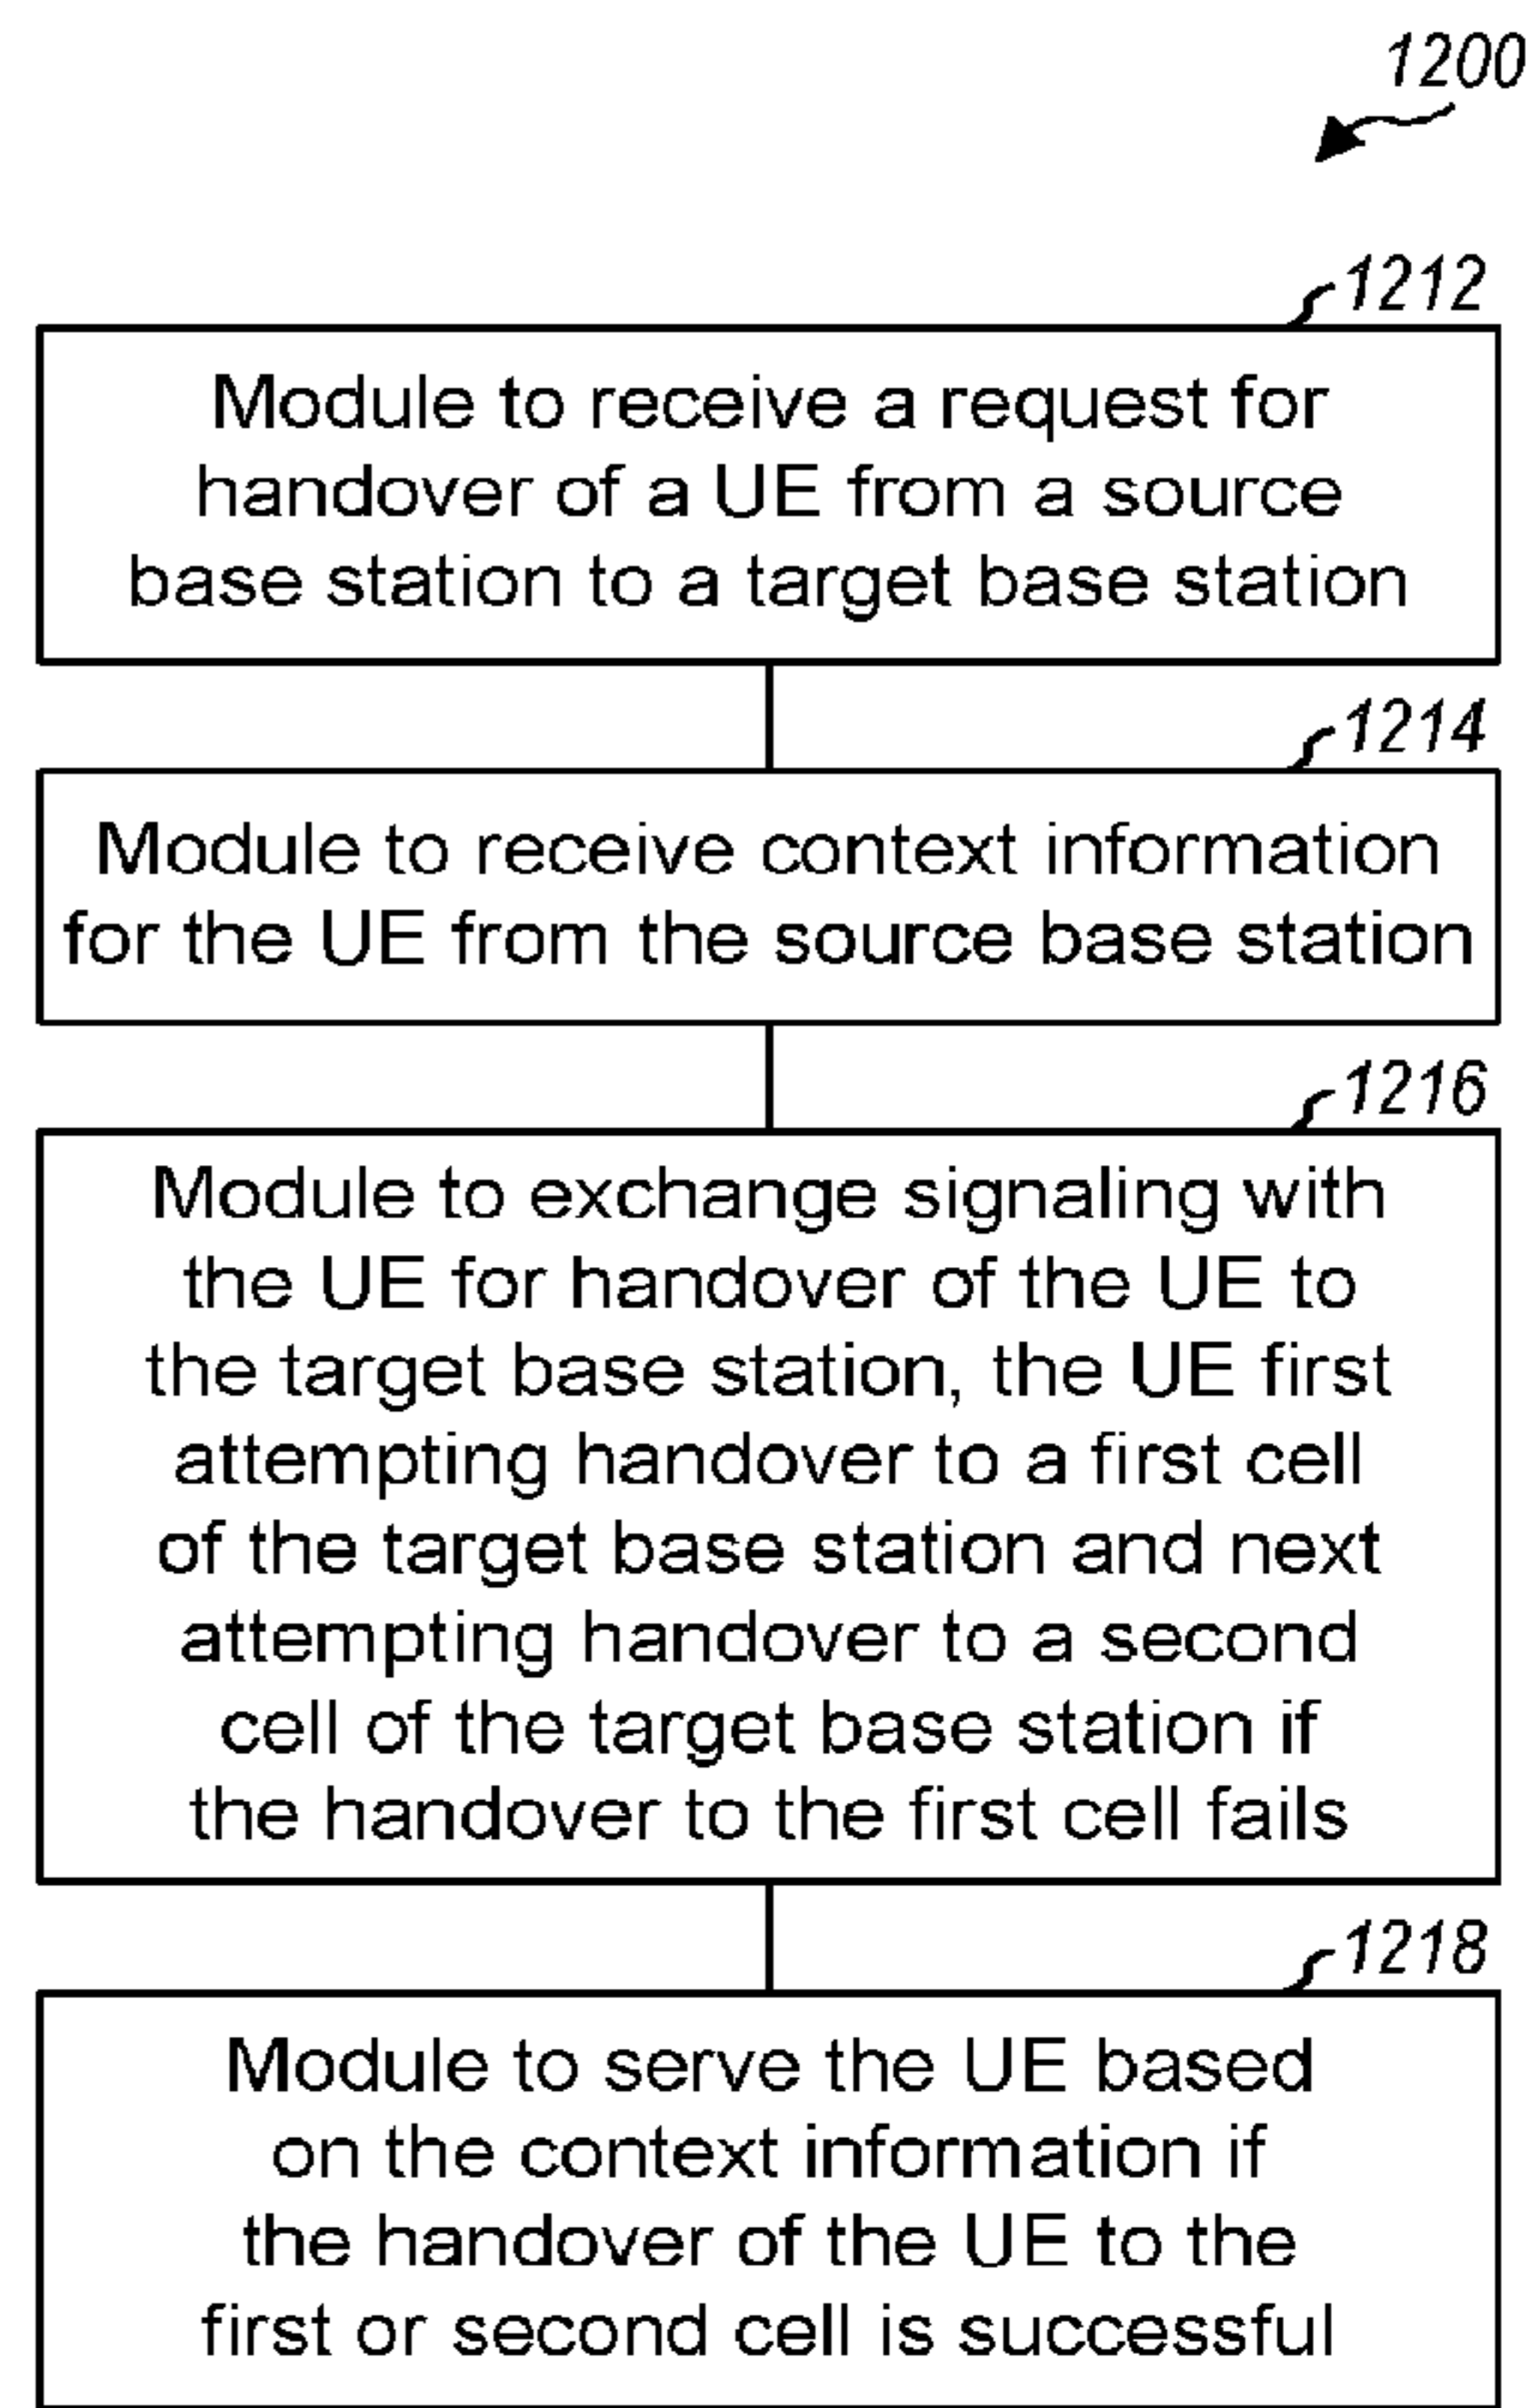 1200
1212
Module to receive a request for
handover of a UE from a source
base station to a target base station
1214
Module to receive context information
for the UE from the source base station
1216
Module to exchange signaling with
the UE for handover of the UE to
the target base station, the UE first
attempting handover to a first cell
of the target base station and next
attempting handover to a second
cell of the target base station if
the handover to the first cell fails
1218
Module to serve the UE based
on the context information if
the handover of the UE to the
first or second cell is successful